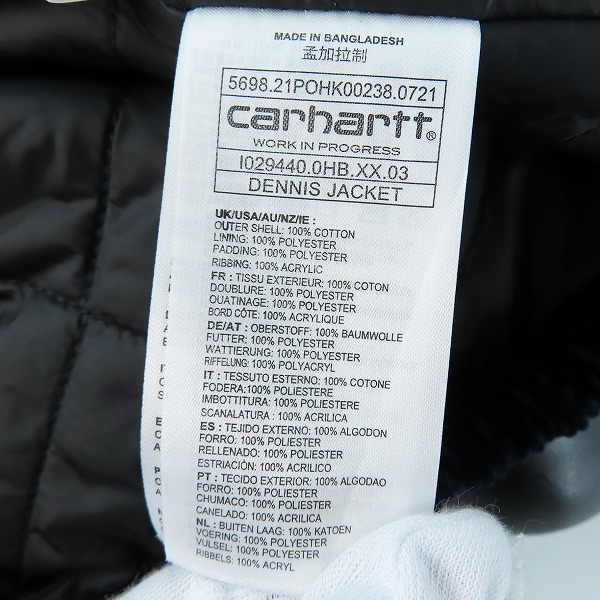 MADE IN BANGLADESH
孟加拉制
5698.21POHK00238.0721
carhartt®
WORK IN PROGRESS
I029440.0HB.XX.03
DENNIS JACKET
UK/USA/AU/NZ/IE :
OUTER SHELL: 100% COTTON
LINING: 100% POLYESTER
PADDING: 100% POLYESTER
RIBBING: 100% ACRYLIC
FR : TISSU EXTERIEUR: 100% COTON
DOUBLURE: 100% POLYESTER
OUATINAGE: 100% POLYESTER
BORD CÔTE: 100% ACRYLIQUE
DE/AT : OBERSTOFF: 100% BAUMWOLLE
FUTTER: 100% POLYESTER
WATTIERUNG: 100% POLYESTER
RIFFELUNG: 100% POLYACRYL
IT : TESSUTO ESTERNO: 100% COTONE
FODERA:100% POLIESTERE
IMBOTTITURA: 100% POLIESTERE
SCANALATURA : 100% ACRILICA
ES : TEJIDO EXTERNO: 100% ALGODON
FORRO: 100% POLIESTER
RELLENADO: 100% POLIESTER
ESTRIACIÓN: 100% ACRILICO
PT : TECIDO EXTERIOR: 100% ALGODAO
FORRO: 100% POLIESTER
CHUMACO: 100% POLIESTER
CANELADO: 100% ACRILICA
NL : BUITEN LAAG: 100% KATOEN
VOERING: 100% POLYESTER
VULSEL: 100% POLYESTER
RIBBELS: 100% ACRYL